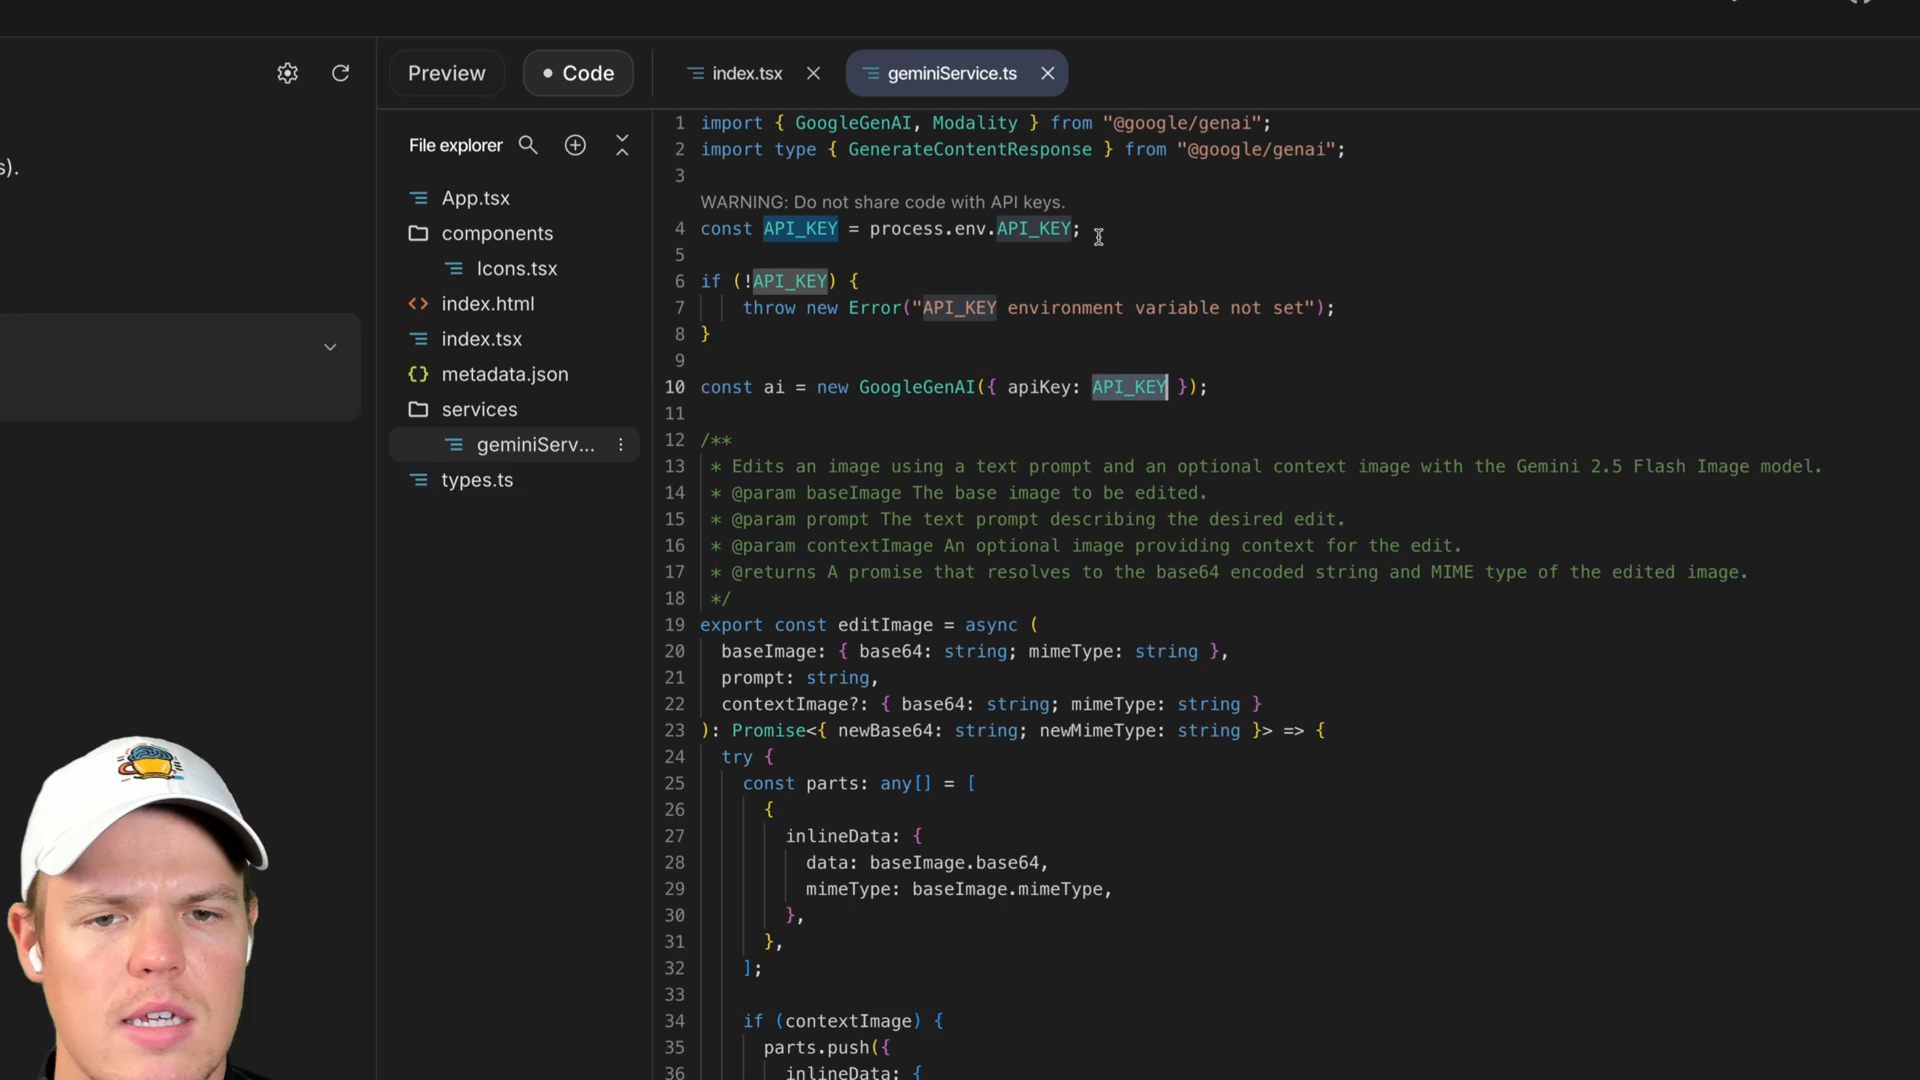 Preview
Code
index.tsx
geminiService.ts
s).
File explorer
App.tsx
components
Icons.tsx
index.html
index.tsx
metadata.json
services
geminiServ...
types.ts
1 import { GoogleGenAI, Modality } from "@google/genai";
2 import type { GenerateContentResponse } from "@google/genai";
3
WARNING: Do not share code with API keys.
4 const API_KEY = process.env.API_KEY;
5
6 if (!API_KEY) {
7 throw new Error("API_KEY environment variable not set");
8 }
9
10 const ai = new GoogleGenAI({ apiKey: API_KEY });
11
12 /**
13 * Edits an image using a text prompt and an optional context image with the Gemini 2.5 Flash Image model.
14 * @param baseImage The base image to be edited.
15 * @param prompt The text prompt describing the desired edit.
16 * @param contextImage An optional image providing context for the edit.
17 * @returns A promise that resolves to the base64 encoded string and MIME type of the edited image.
18 */
19 export const editImage = async (
20 baseImage: { base64: string; mimeType: string },
21 prompt: string,
22 contextImage?: { base64: string; mimeType: string }
23 ): Promise<{ newBase64: string; newMimeType: string }> => {
24 try {
25 const parts: any[] = [
26 {
27 inlineData: {
28 data: baseImage.base64,
29 mimeType: baseImage.mimeType,
30 },
31 },
32 ];
33
34 if (contextImage) {
35 parts.push({
36 inlineData: {